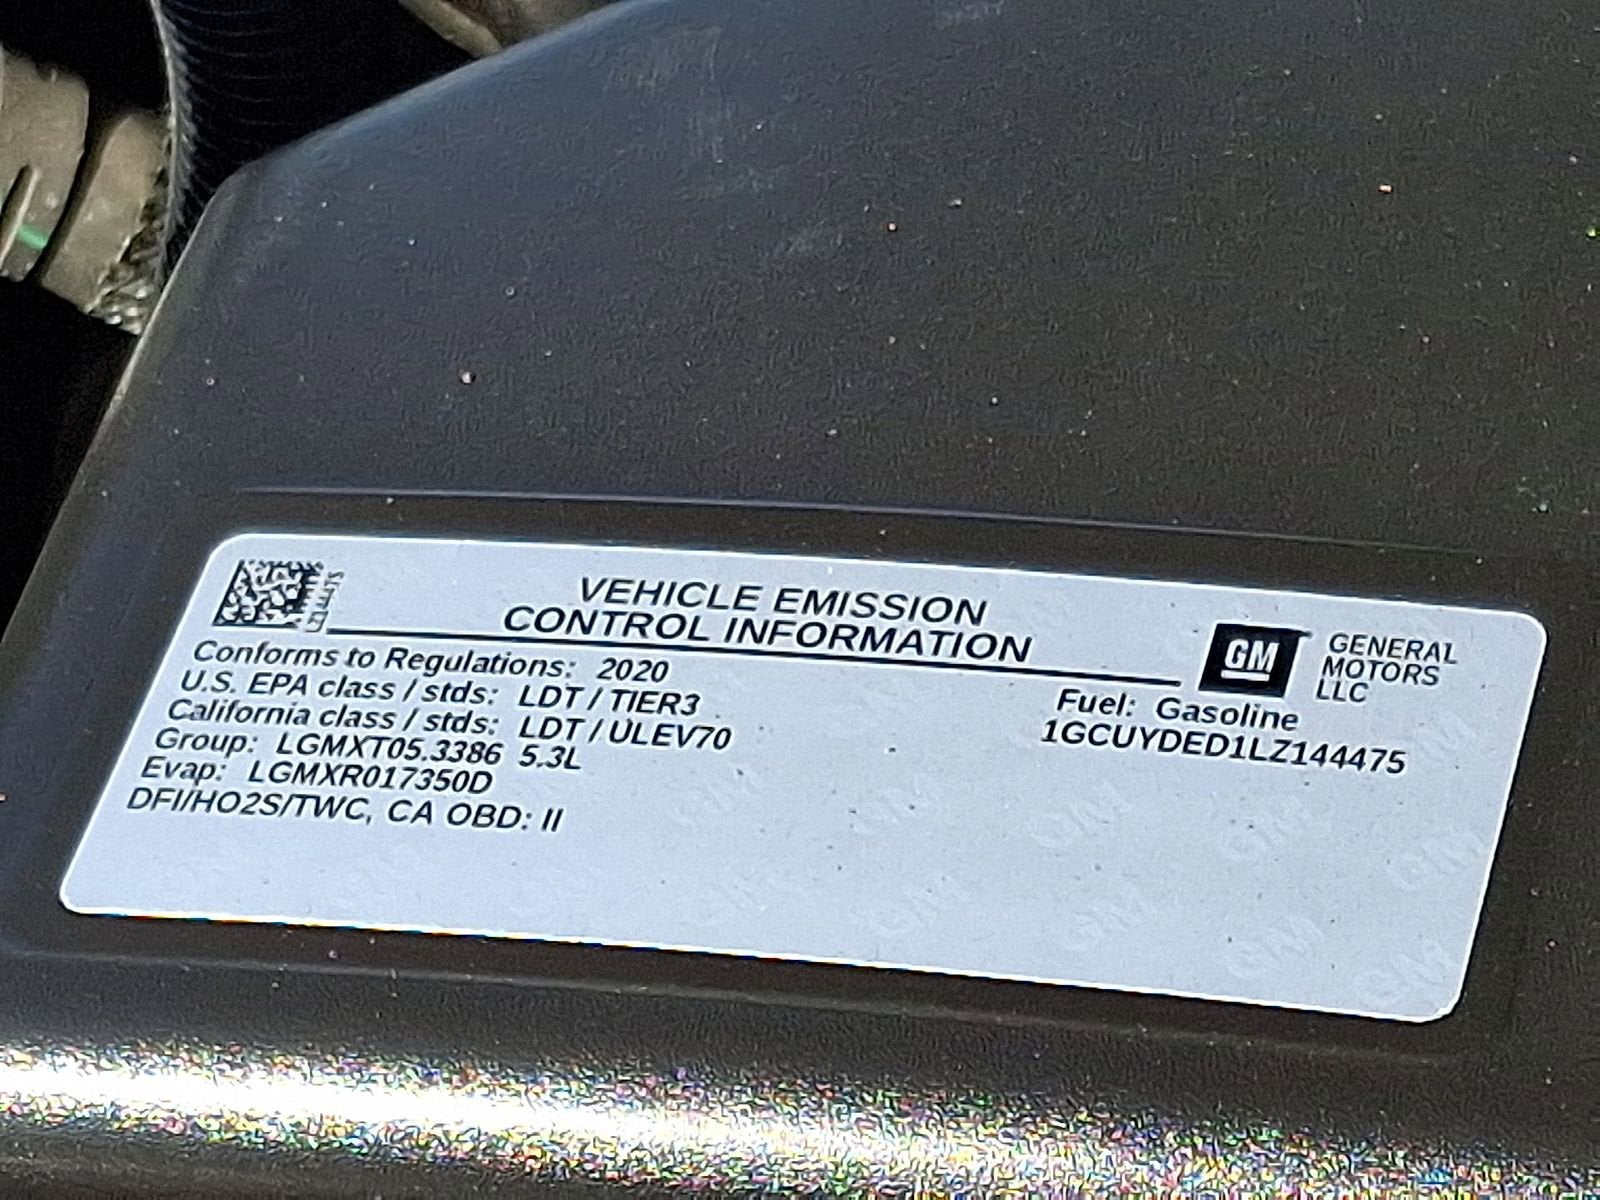 VEHICLE EMISSION
CONTROL INFORMATION
GM
GENERAL
MOTORS
LLC
Conforms to Regulations: 2020
U.S. EPA class / stds: LDT / TIER3
California class / stds: LDT / ULEV70
Group: LGMXT05.3386 5.3L
Evap: LGMXR017350D
DFI/HO2S/TWC, CA OBD: II
Fuel: Gasoline
1GCUYDED1LZ144475